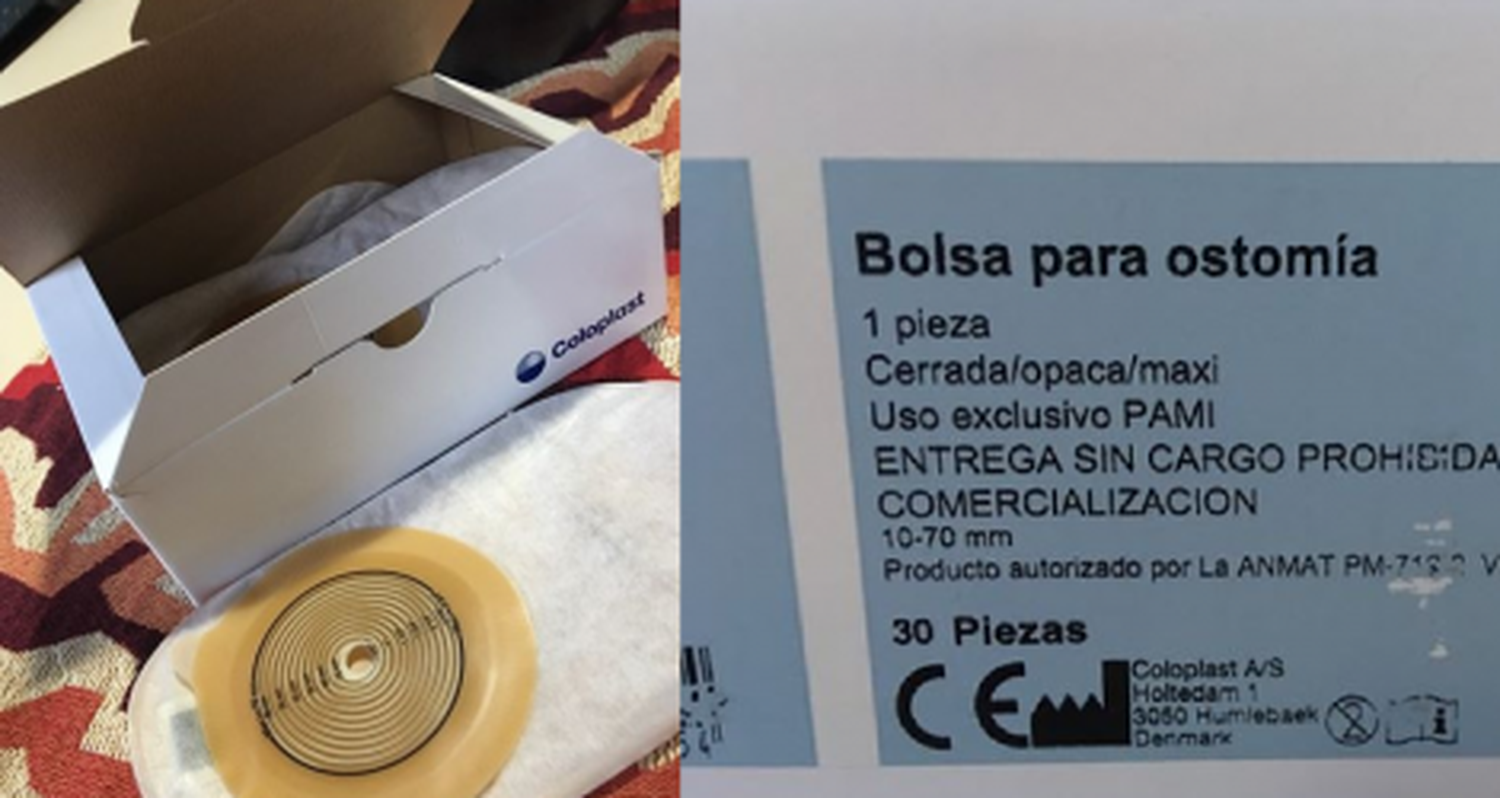 Coloplast
Bolsa para ostomía
1 pieza
Cerrada/opaca/maxi
Uso exclusivo PAMI
ENTREGA SIN CARGO PROHIBIDA
COMERCIALIZACION
10-70 mm
Producto autorizado por La ANMAT
30 Piezas
CE
Coloplast A/S
Holtedam 1
3050 Humlebaek
Denmark